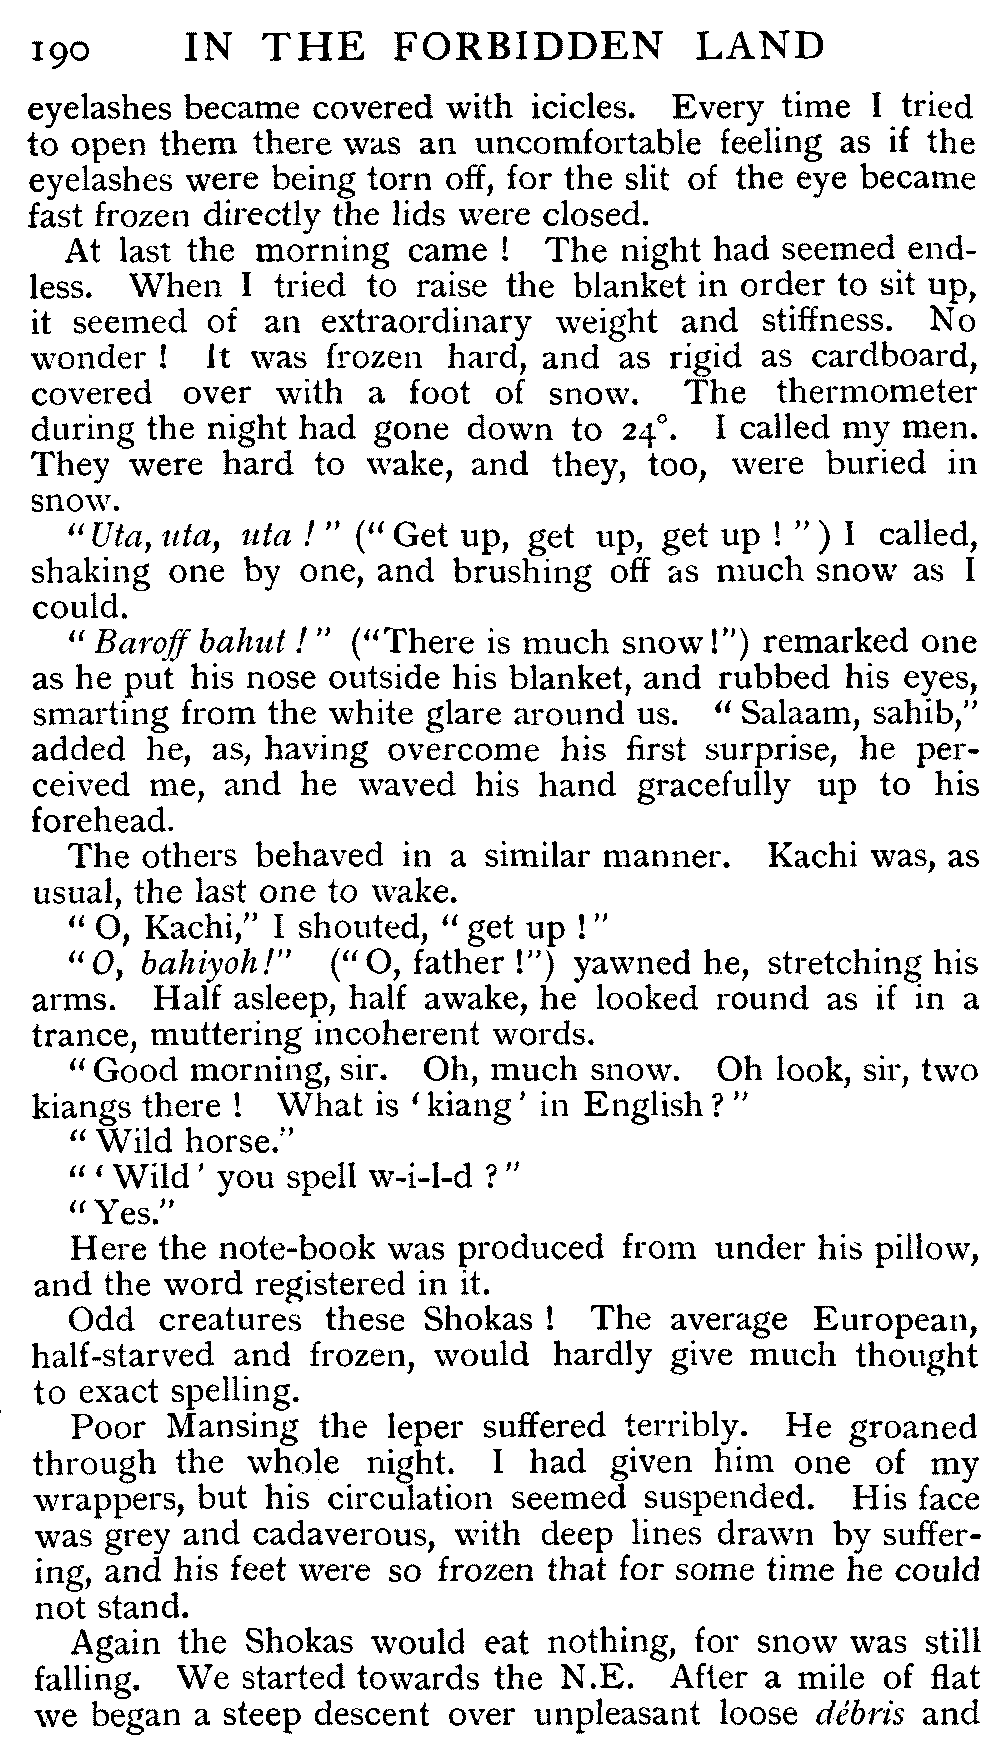 190 IN THE FORBIDDEN LAND
eyelashes became covered with icicles. Every time I tried
to open them there was an uncomfortable feeling as if the
eyelashes were being torn off, for the slit of the eye became
fast frozen directly the lids were closed.
At last the morning came ! The night had seemed end-
less. When I tried to raise the blanket in order to sit up,
it seemed of an extraordinary weight and stiffness. No
wonder ! It was frozen hard, and as rigid as cardboard,
covered over with a foot of snow. The thermometer
during the night had gone down to 24°. I called my men.
They were hard to wake, and they, too, were buried in
snow.
“Uta, uta, uta ! ” (“ Get up, get up, get up ! ”) I called,
shaking one by one, and brushing off as much snow as I
could.
“ Baroff bahut ! ” (“There is much snow!”) remarked one
as he put his nose outside his blanket, and rubbed his eyes,
smarting from the white glare around us. “ Salaam, sahib,”
added he, as, having overcome his first surprise, he per-
ceived me, and he waved his hand gracefully up to his
forehead.
The others behaved in a similar manner. Kachi was, as
usual, the last one to wake.
“ O, Kachi,” I shouted, “ get up ! ”
“O, bahiyoh!” (“ O, father !”) yawned he, stretching his
arms. Half asleep, half awake, he looked round as if in a
trance, muttering incoherent words.
“ Good morning, sir. Oh, much snow. Oh look, sir, two
kiangs there ! What is ‘ kiang ’ in English ? ”
“ Wild horse.”
“ ‘ Wild ’ you spell w-i-l-d ? ”
“ Yes.”
Here the note-book was produced from under his pillow,
and the word registered in it.
Odd creatures these Shokas ! The average European,
half-starved and frozen, would hardly give much thought
to exact spelling.
Poor Mansing the leper suffered terribly. He groaned
through the whole night. I had given him one of my
wrappers, but his circulation seemed suspended. His face
was grey and cadaverous, with deep lines drawn by suffer-
ing, and his feet were so frozen that for some time he could
not stand.
Again the Shokas would eat nothing, for snow was still
falling. We started towards the N.E. After a mile of flat
we began a steep descent over unpleasant loose débris and